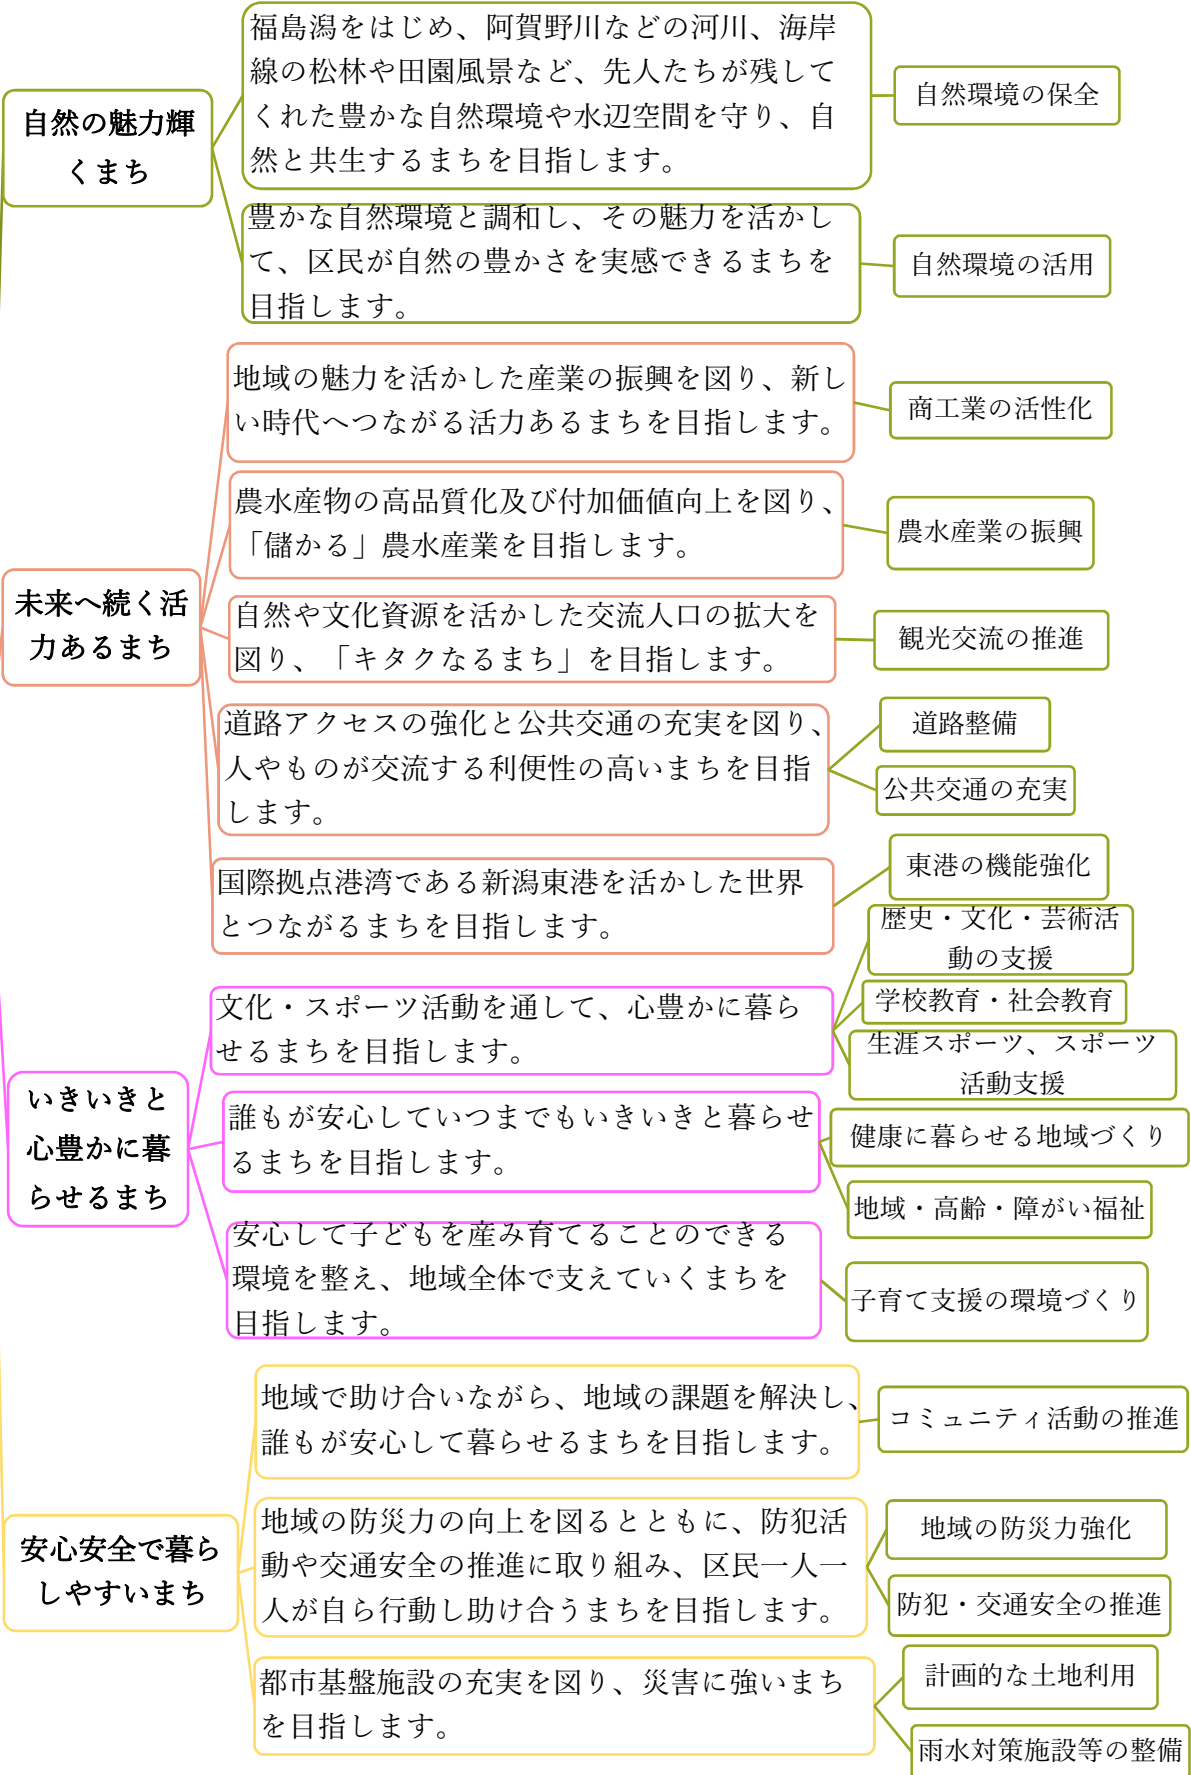 自然の魅力輝
くまち
福島潟をはじめ、阿賀野川などの河川、海岸
線の松林や田園風景など、先人たちが残して
くれた豊かな自然環境や水辺空間を守り、自
然と共生するまちを目指します。
自然環境の保全
豊かな自然環境と調和し、その魅力を活かし
て、区民が自然の豊かさを実感できるまちを
目指します。
自然環境の活用
未来へ続く活
力あるまち
地域の魅力を活かした産業の振興を図り、新し
い時代へつながる活力あるまちを目指します。
商工業の活性化
農水産物の高品質化及び付加価値向上を図り、
「儲かる」農水産業を目指します。
農水産業の振興
自然や文化資源を活かした交流人口の拡大を
図り、「キタクなるまち」を目指します。
観光交流の推進
道路アクセスの強化と公共交通の充実を図り、
人やものが交流する利便性の高いまちを目指
します。
道路整備
公共交通の充実
国際拠点港湾である新潟東港を活かした世界
とつながるまちを目指します。
東港の機能強化
いきいきと
心豊かに暮
らせるまち
文化・スポーツ活動を通して、心豊かに暮ら
せるまちを目指します。
歴史・文化・芸術活
動の支援
学校教育・社会教育
生涯スポーツ、スポーツ
活動支援
誰もが安心していつまでもいきいきと暮らせ
るまちを目指します。
健康に暮らせる地域づくり
地域・高齢・障がい福祉
安心して子どもを産み育てることのできる
環境を整え、地域全体で支えていくまちを
目指します。
子育て支援の環境づくり
安心安全で暮ら
しやすいまち
地域で助け合いながら、地域の課題を解決し、
誰もが安心して暮らせるまちを目指します。
コミュニティ活動の推進
地域の防災力の向上を図るとともに、防犯活
動や交通安全の推進に取り組み、区民一人一
人が自ら行動し助け合うまちを目指します。
地域の防災力強化
防犯・交通安全の推進
都市基盤施設の充実を図り、災害に強いまち
を目指します。
計画的な土地利用
雨水対策施設等の整備